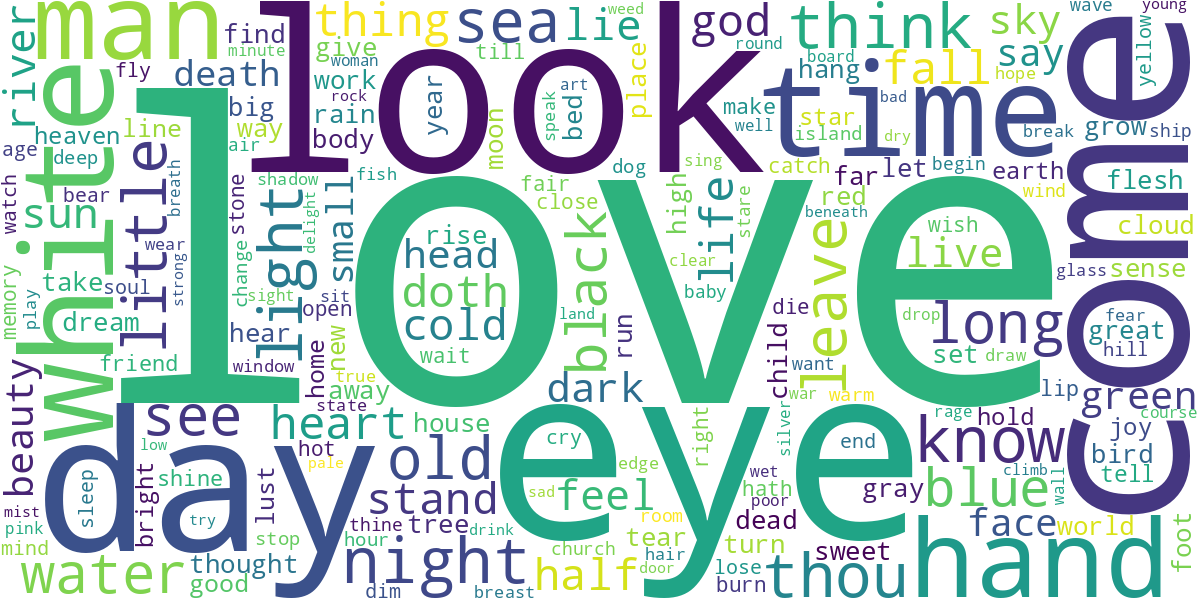 man
find
thing
sea
lie
god
think
sky
wave
weed
young
river
look
minute
give
till
round
say
fly
death
work
woman
year
art
place
board
hang
fall
hope
yellow
big
rock
rain
speak
bed
make
well
time
bad
come
heaven
line
way
body
moon
star
island
dry
break
grow
ship
white
age
deep
little
air
love
dog
sing
catch
far
let
begin
earth
watch
bear
breath
stone
shadow
fish
fair
close
high
life
red
wind
flesh
sun
wear
light
delight
small
rise
black
stare
beneath
wish
cloud
memory
take
soul
strong
change
sight
head
doth
clear
baby
live
glass
sense
play
dream
open
sit
cold
land
die
leave
drop
long
fear
great
hill
hear
new
wait
run
child
want
set
draw
friend
window
home
true
away
dark
war
warm
lip
green
beauty
see
state
heart
house
right
silver
rage
hold
course
day
low
hot
old
eye
cry
end
know
joy
bird
tell
sleep
bright
shine
lust
pale
stand
sad
edge
feel
wet
hath
gray
climb
blue
wall
mist
pink
try
stop
thine
hour
tree
drink
room
tear
poor
dead
turn
sweet
face
world
foot
mind
water
thought
good
night
dim
breast
church
half
hair
door
lose
burn
thou
hand